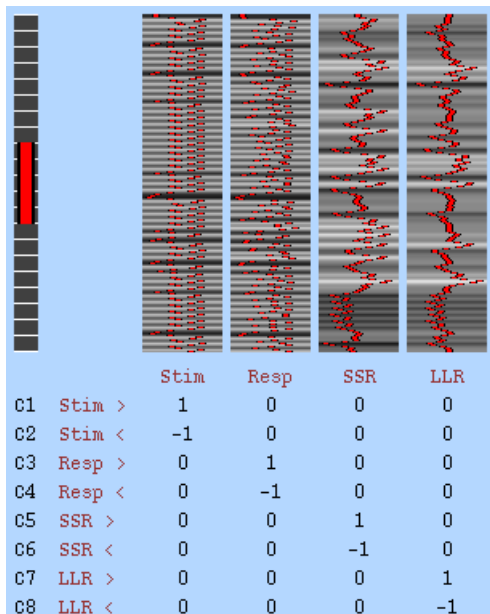 Stim Resp SSR LLR
C1 Stim > 1 0 0 0
C2 Stim < -1 0 0 0
C3 Resp > 0 1 0 0
C4 Resp < 0 -1 0 0
C5 SSR > 0 0 1 0
C6 SSR < 0 0 -1 0
C7 LLR > 0 0 0 1
C8 LLR < 0 0 0 -1